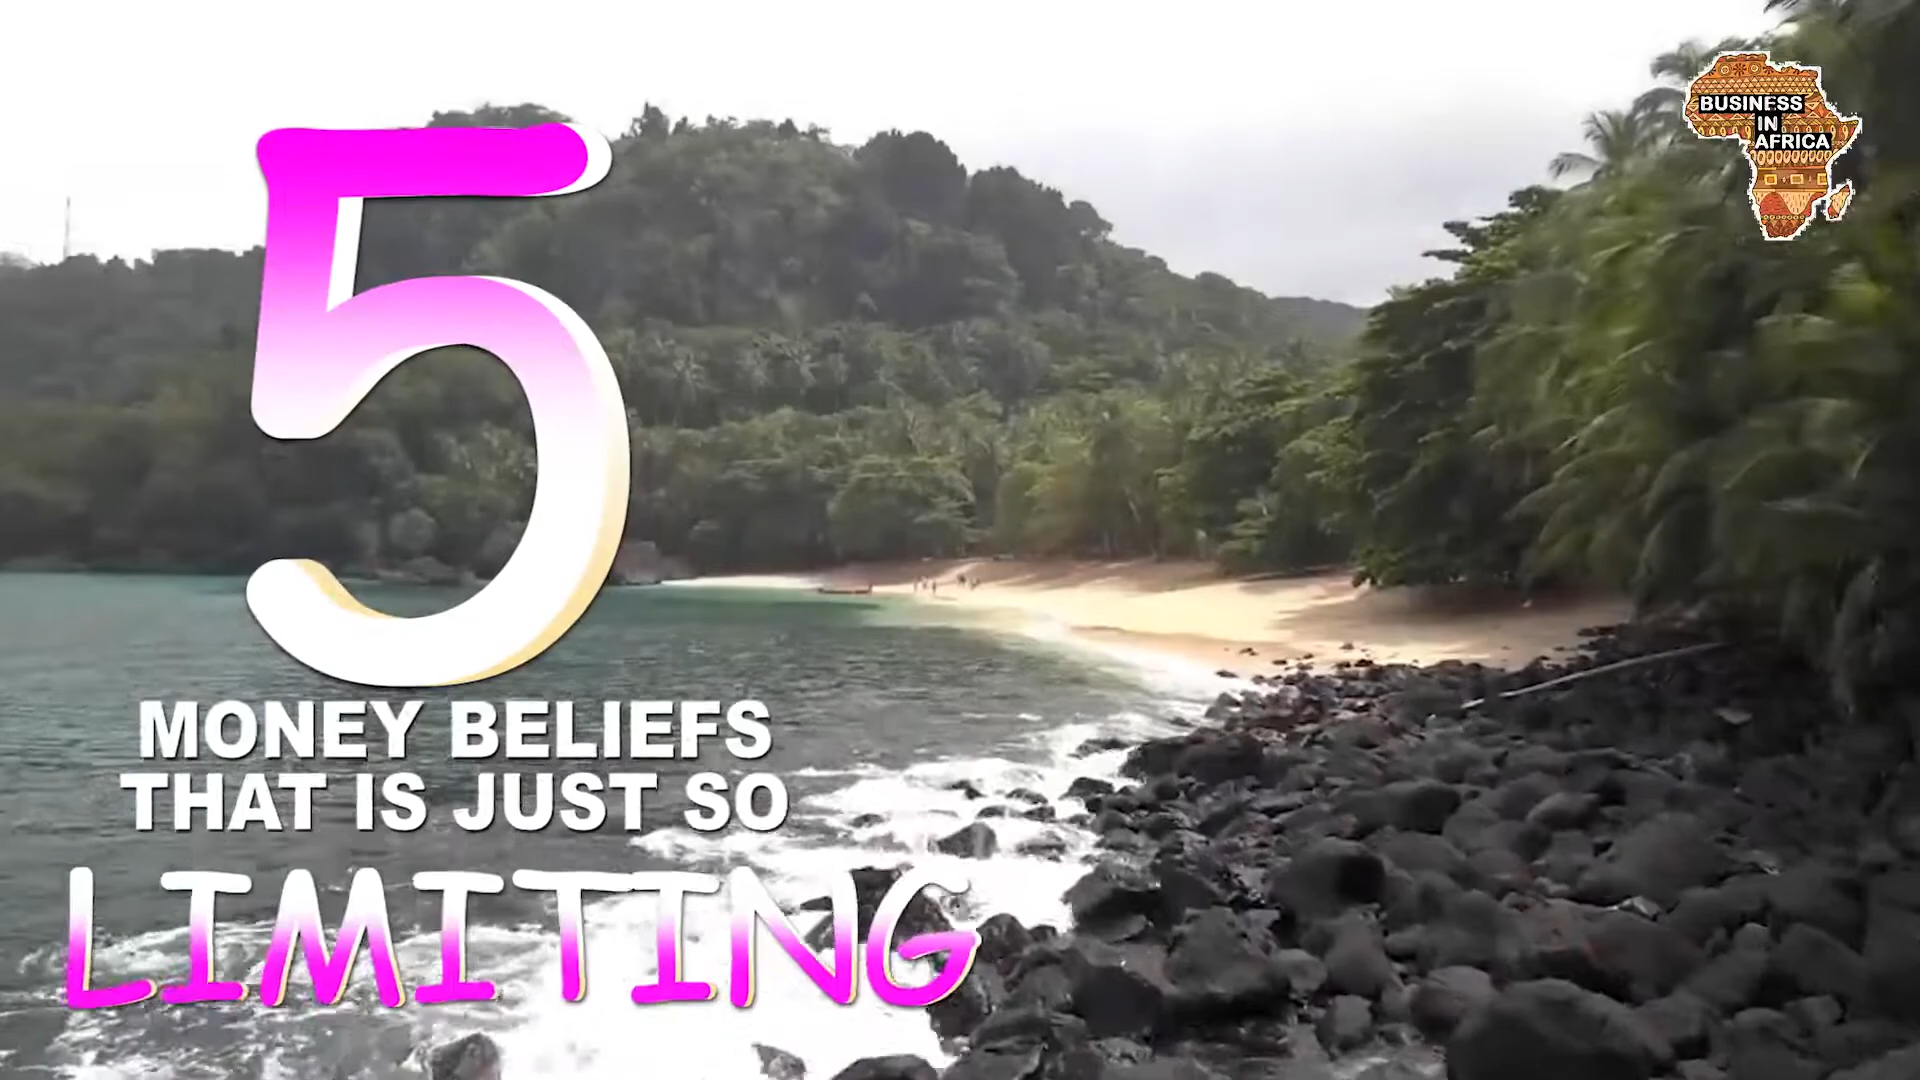 5
MONEY BELIEFS
THAT IS JUST SO
LIMITING
BUSINESS
IN
AFRICA